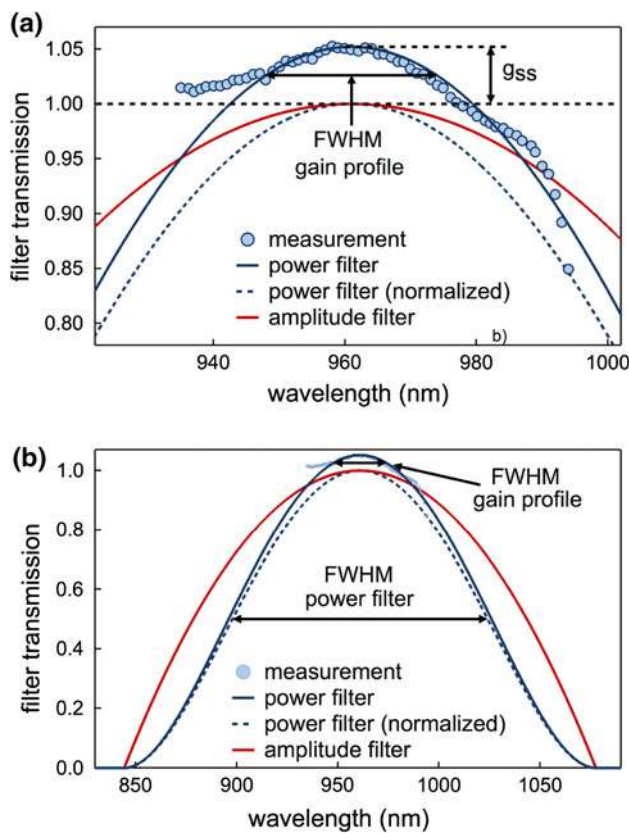 (a)
1.05
1.00
0.95
0.90
0.85
0.80
filter transmission
gss
FWHM
gain profile
measurement
power filter
power filter (normalized)
amplitude filter
b)
940
960
980
1000
wavelength (nm)
(b)
1.0
0.8
0.6
0.4
0.2
0.0
filter transmission
FWHM
gain profile
FWHM
power filter
measurement
power filter
power filter (normalized)
amplitude filter
850
900
950
1000
1050
wavelength (nm)